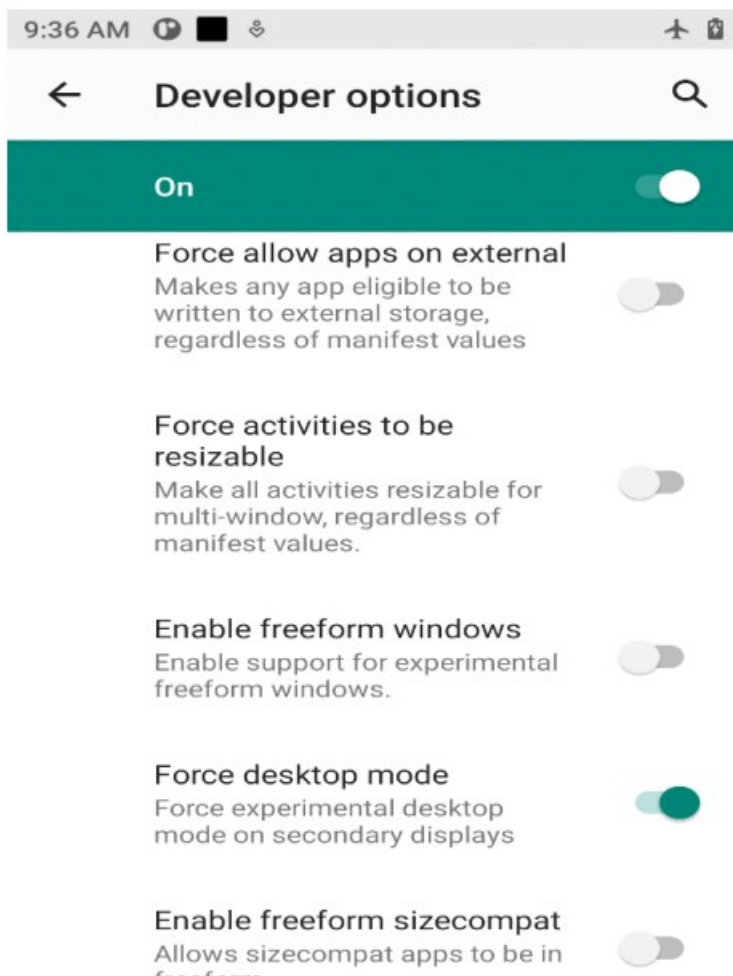 9:36 AM
Developer options
On
Force allow apps on external
Makes any app eligible to be
written to external storage,
regardless of manifest values
Force activities to be
resizable
Make all activities resizable for
multi-window, regardless of
manifest values.
Enable freeform windows
Enable support for experimental
freeform windows.
Force desktop mode
Force experimental desktop
mode on secondary displays
Enable freeform sizecompat
Allows sizecompat apps to be in